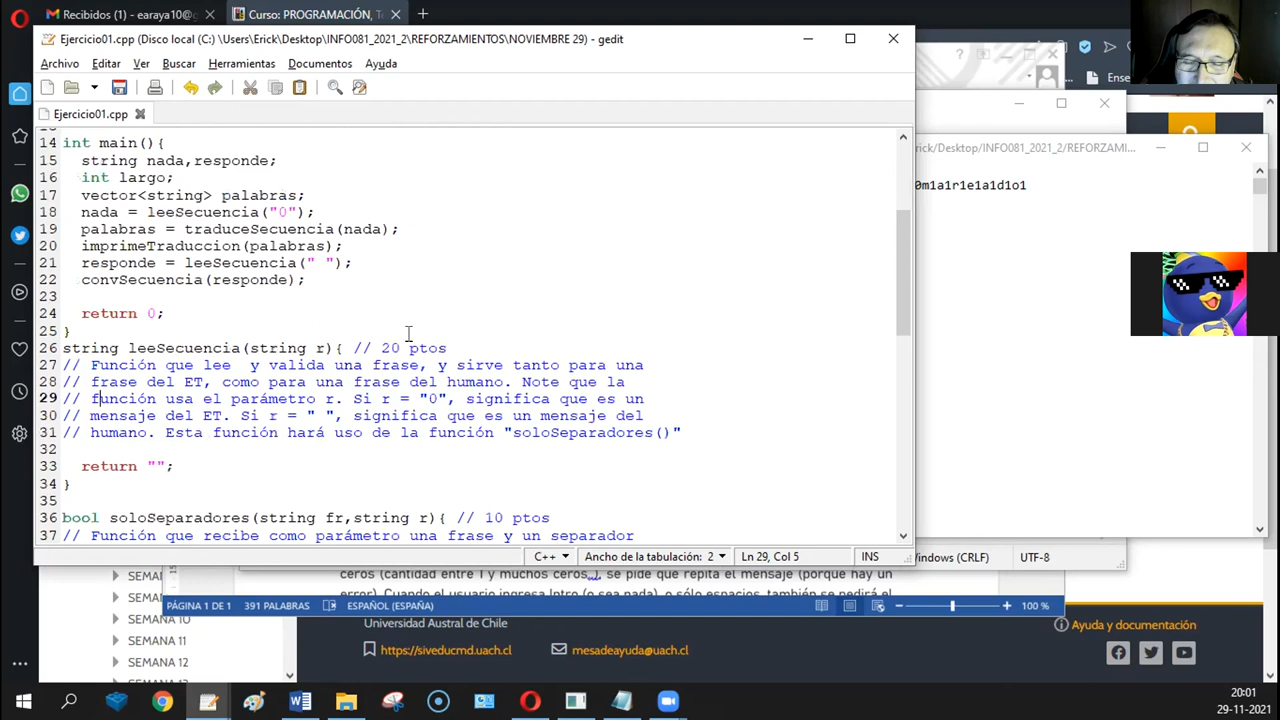 Recibidos (1) - earaya10@g
Curso: PROGRAMACIÓN, Te
Ejercicio01.cpp (Disco local (C:) \Users\Erick\Desktop\INFO081_2021_2\REFORZAMIENTOS\NOVIEMBRE 29) - gedit
Archivo Editar Ver Buscar Herramientas Documentos Ayuda
Ense
Ejercicio01.cpp
14 int main(){
15 string nada,responde;
16 int largo;
17 vector<string> palabras;
18 nada = leeSecuencia("0");
19 palabras = traduceSecuencia(nada);
20 imprimeTraduccion(palabras);
21 responde = leeSecuencia(" ");
22 convSecuencia(responde);
23
24 return 0;
25 }
26 string leeSecuencia(string r){ // 20 ptos
27 // Función que lee y valida una frase, y sirve tanto para una
28 // frase del ET, como para una frase del humano. Note que la
29 // función usa el parámetro r. Si r = "0", significa que es un
30 // mensaje del ET. Si r = " ", significa que es un mensaje del
31 // humano. Esta función hará uso de la función "soloSeparadores()"
32
33 return "";
34 }
35
36 bool soloSeparadores(string fr,string r){ // 10 ptos
37 // Función que recibe como parámetro una frase y un separador
C++ Ancho de la tabulación: 2 Ln 29, Col 5 INS
rick/Desktop/INFO081_2021_2/REFORZAMI...
0m1a1r1e1a1d1o1
Windows (CRLF) UTF-8
ceros (cantidad entre 1 y muchos ceros ), se pide que repita el mensaje (porque hay un
error). Cuando el usuario ingresa Intro (o sea nada), o sólo espacios, también se pedirá el
PÁGINA 1 DE 1 391 PALABRAS ESPAÑOL (ESPAÑA) 100 %
SEMA
SEMAN
SEMANA 10
SEMANA 11
SEMANA 12
Universidad Austral de Chile
https://siveducmd.uach.cl
mesadeayuda@uach.cl
Ayuda y documentación
20:01
29-11-2021